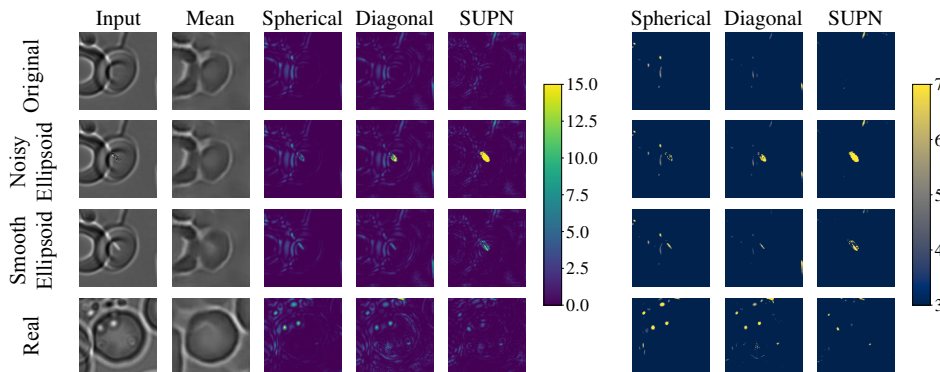 Input Mean Spherical Diagonal SUPN Spherical Diagonal SUPN
Original
Noisy
Ellipsoid
Smooth
Ellipsoid
Real
15.0
12.5
10.0
7.5
5.0
2.5
0.0
7
6
5
4
3